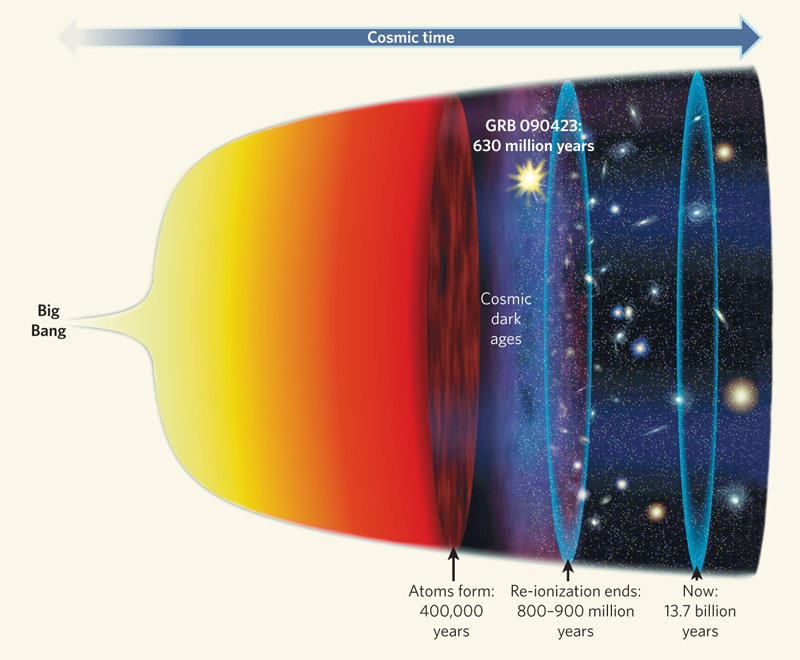 Cosmic time
GRB 090423:
630 million years
Cosmic
dark
ages
Big
Bang
Atoms form:
400,000
years
Re-ionization ends:
800–900 million
years
Now:
13.7 billion
years